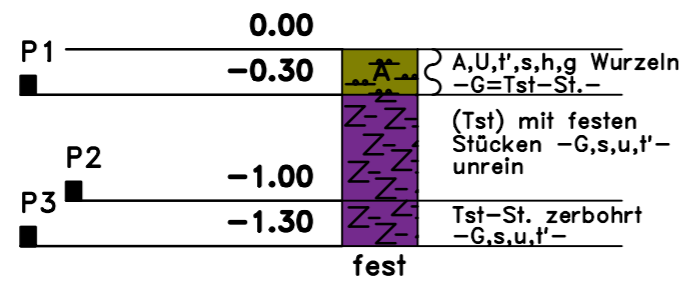 0.00
P1
-0.30
A
A,U,t',s,h,g Wurzeln
-G=Tst-St.-
(Tst) mit festen
Stücken -G,s,u,t'-
unrein
P2
-1.00
P3
-1.30
Tst-St. zerbohrt
-G,s,u,t'-
fest